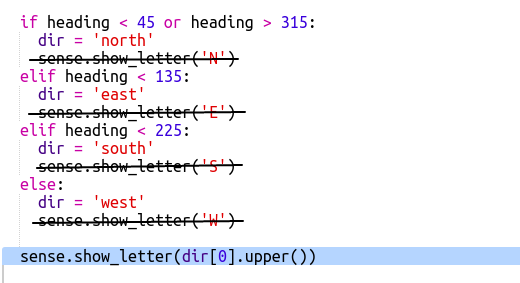 if heading < 45 or heading > 315:
  dir = 'north'
  sense.show_letter('N')
elif heading < 135:
  dir = 'east'
  sense.show_letter('E')
elif heading < 225:
  dir = 'south'
  sense.show_letter('S')
else:
  dir = 'west'
  sense.show_letter('W')
sense.show_letter(dir[0].upper())